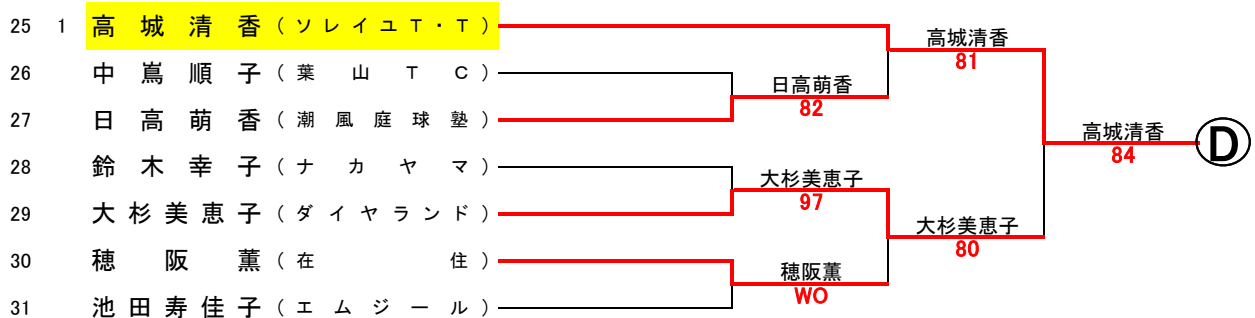 25 1 高城清香(ソレイユT・T)
高城清香
81
26 中嶌順子(葉山TC)
日高萌香
82
27 日高萌香(潮風庭球塾)
高城清香
84
D
28 鈴木幸子(ナカヤマ)
大杉美恵子
97
29 大杉美恵子(ダイヤランド)
大杉美恵子
80
30 穂阪薫(在住)
穂阪薫
WO
31 池田寿佳子(エムジール)